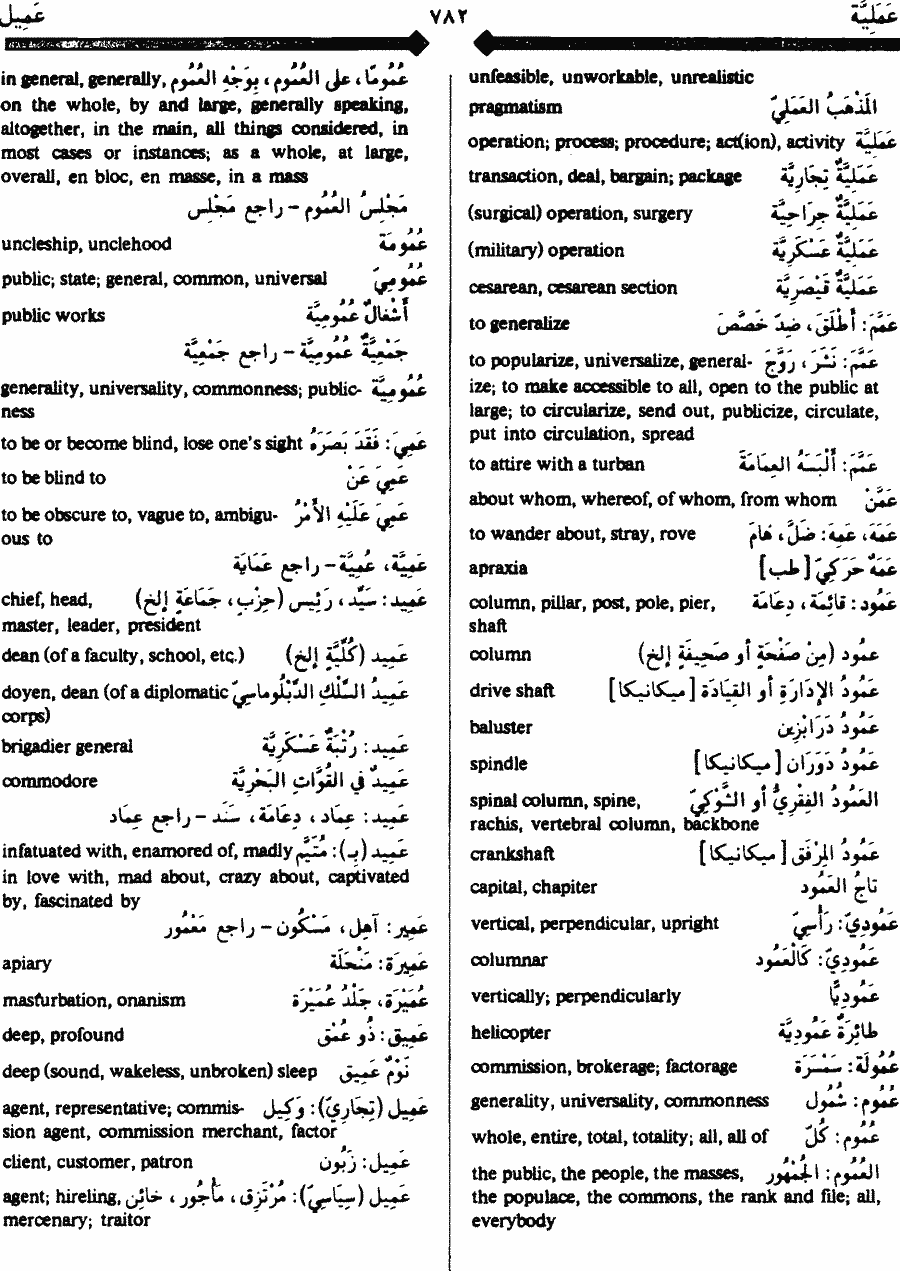 عَمَلِيَّة
٧٨٢
عَمِيل
unfeasible, unworkable, unrealistic
pragmatism المَذْهَبُ العَمَلِيّ
operation; process; procedure; act(ion), activity عَمَلِيَّة
transaction, deal, bargain; package عَمَلِيَّةٌ تِجَارِيَّة
(surgical) operation, surgery عَمَلِيَّةٌ جِرَاحِيَّة
(military) operation عَمَلِيَّةٌ عَسْكَرِيَّة
cesarean, cesarean section عَمَلِيَّةٌ قَيْصَرِيَّة
to generalize عَمَّمَ: أَطْلَقَ، ضِدّ خَصَّصَ
to popularize, universalize, general- عَمَّمَ: نَشَرَ، رَوَّجَ
ize; to make accessible to all, open to the public at
large; to circularize, send out, publicize, circulate,
put into circulation, spread
to attire with a turban عَمَّمَ: أَلْبَسَهُ العِمَامَةَ
about whom, whereof, of whom, from whom عَمَّنْ
to wander about, stray, rove عَمَهَ، عَمِهَ: ضَلَّ، هَامَ
apraxia عَمَهٌ حَرَكِيّ [طب]
column, pillar, post, pole, pier, عَمُود: قَائِمَة، دِعَامَة
shaft
column عَمُود (مِنْ صَفْحَةٍ أو صَحِيفَةٍ إلخ)
drive shaft عَمُودُ الإدَارَةِ أو القِيَادَة [ميكانيكا]
baluster عَمُودُ دَرَابْزِين
spindle عَمُودُ دَوَرَان [ميكانيكا]
spinal column, spine, العَمُودُ الفِقْرِيُّ أو الشَّوْكِيّ
rachis, vertebral column, backbone
crankshaft عَمُودُ المِرْفَق [ميكانيكا]
capital, chapiter تَاجُ العَمُود
vertical, perpendicular, upright عَمُودِيّ: رَأْسِيّ
columnar عَمُودِيّ: كَالْعَمُود
vertically; perpendicularly عَمُودِيًّا
helicopter طَائِرَةٌ عَمُودِيَّة
commission, brokerage; factorage عُمُولَة: سَمْسَرَة
generality, universality, commonness عُمُوم: شُمُول
whole, entire, total, totality; all, all of عُمُوم: كُلّ
the public, the people, the masses, العُمُوم: الجُمْهُور
the populace, the commons, the rank and file; all,
everybody
in general, generally, عُمُومًا، على العُمُوم، بِوَجْهِ العُمُوم
on the whole, by and large, generally speaking,
altogether, in the main, all things considered, in
most cases or instances; as a whole, at large,
overall, en bloc, en masse, in a mass
مَجْلِسُ العُمُوم - راجع مَجْلِس
uncleship, unclehood عُمُومَة
public; state; general, common, universal عُمُومِيّ
public works أَشْغَالٌ عُمُومِيَّة
جَمْعِيَّةٌ عُمُومِيَّة - راجع جَمْعِيَّة
generality, universality, commonness; public- عُمُومِيَّة
ness
to be or become blind, lose one's sight عَمِيَ: فَقَدَ بَصَرَهُ
to be blind to عَمِيَ عَنْ
to be obscure to, vague to, ambigu- عَمِيَ عَلَيْهِ الأَمْرُ
ous to
عَمِيَّة، عُمِّيَّة - راجع عَمَايَة
chief, head, عَمِيد: سَيِّد، رَئِيس (حِزْبٍ، جَمَاعَةٍ إلخ)
master, leader, president
dean (of a faculty, school, etc.) عَمِيد (كُلِّيَّةٍ إلخ)
doyen, dean (of a diplomatic عَمِيدُ السِّلْكِ الدِّبْلُوماسِيّ
corps)
brigadier general عَمِيد: رُتْبَةٌ عَسْكَرِيَّة
commodore عَمِيدٌ في القُوَّاتِ البَحْرِيَّة
عَمِيد: عِمَاد، دِعَامَة، سَنَد - راجع عِمَاد
infatuated with, enamored of, madly عَمِيد (بِـ): مُتَيَّم
in love with, mad about, crazy about, captivated
by, fascinated by
عَمِير: آهِل، مَسْكُون - راجع مَعْمُور
apiary عَمِيرَة: مَنْحَلَة
masturbation, onanism عُمَيْرَة، جَلْدُ عُمَيْرَة
deep, profound عَمِيق: ذُو عُمْق
deep (sound, wakeless, unbroken) sleep نَوْمٌ عَمِيق
agent, representative; commis- عَمِيل (تِجَارِيّ): وَكِيل
sion agent, commission merchant, factor
client, customer, patron عَمِيل: زَبُون
agent; hireling, عَمِيل (سِيَاسِيّ): مُرْتَزِق، مَأْجُور، خَائِن
mercenary; traitor